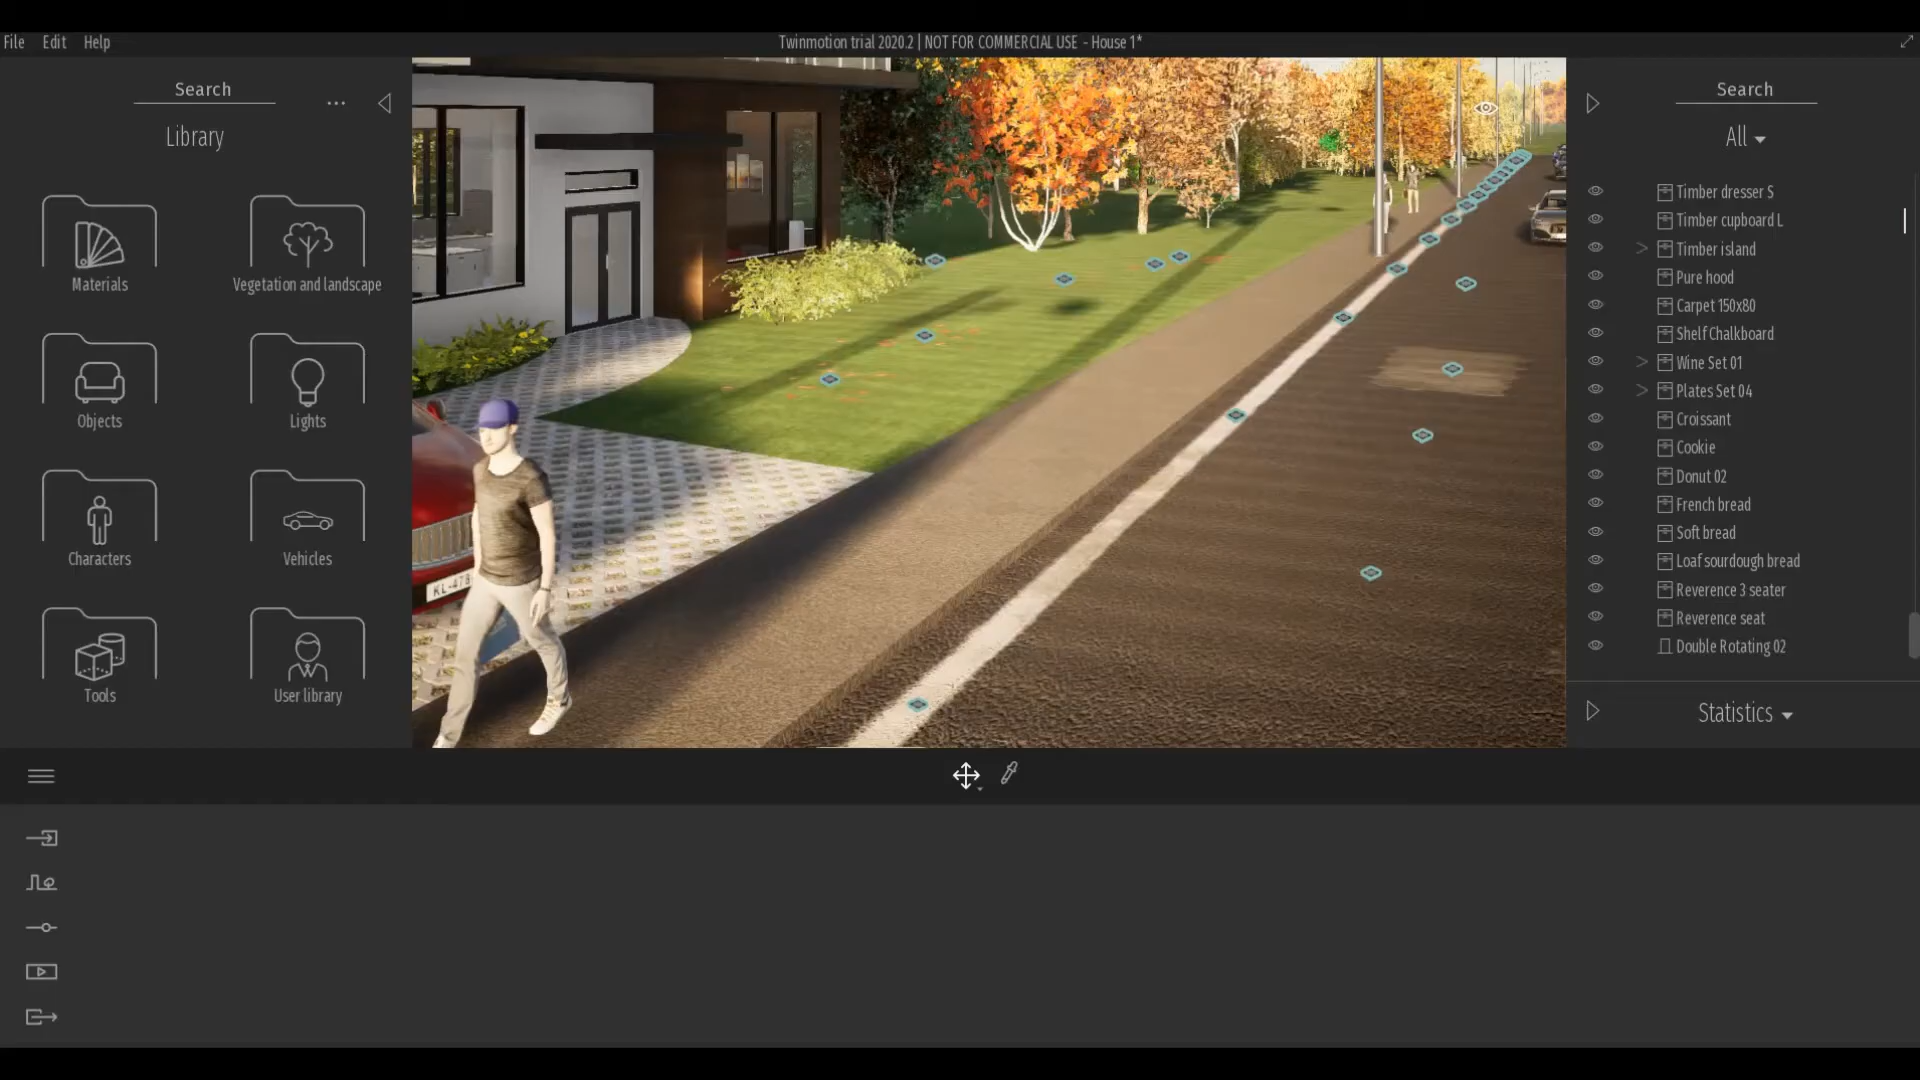 File Edit Help
Twinmotion trial 2020.2 | NOT FOR COMMERCIAL USE - House 1*
Search
Library
Materials
Vegetation and landscape
Objects
Lights
Characters
Vehicles
Tools
User library
KL-478
Search
All
Timber dresser S
Timber cupboard L
Timber island
Pure hood
Carpet 150x80
Shelf Chalkboard
Wine Set 01
Plates Set 04
Croissant
Cookie
Donut 02
French bread
Soft bread
Loaf sourdough bread
Reverence 3 seater
Reverence seat
Double Rotating 02
Statistics